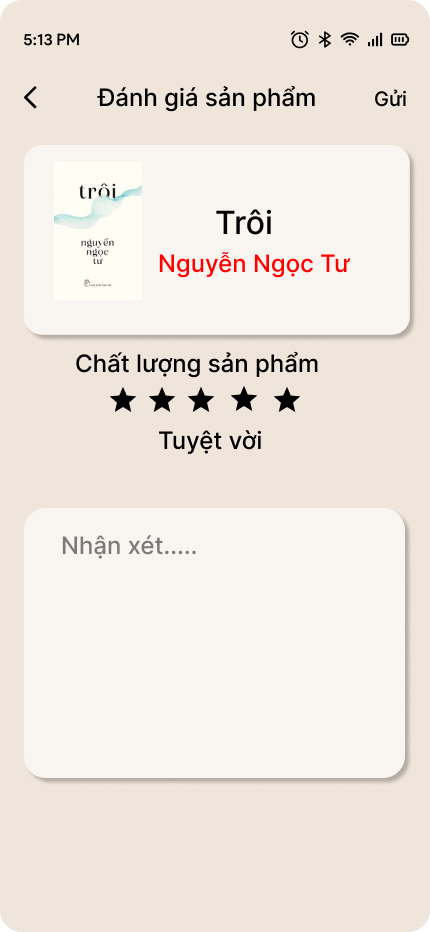 5:13 PM
Đánh giá sản phẩm
Gửi
trôi
nguyễn
ngọc
tư
Trôi
Nguyễn Ngọc Tư
Chất lượng sản phẩm
Tuyệt vời
Nhận xét.....